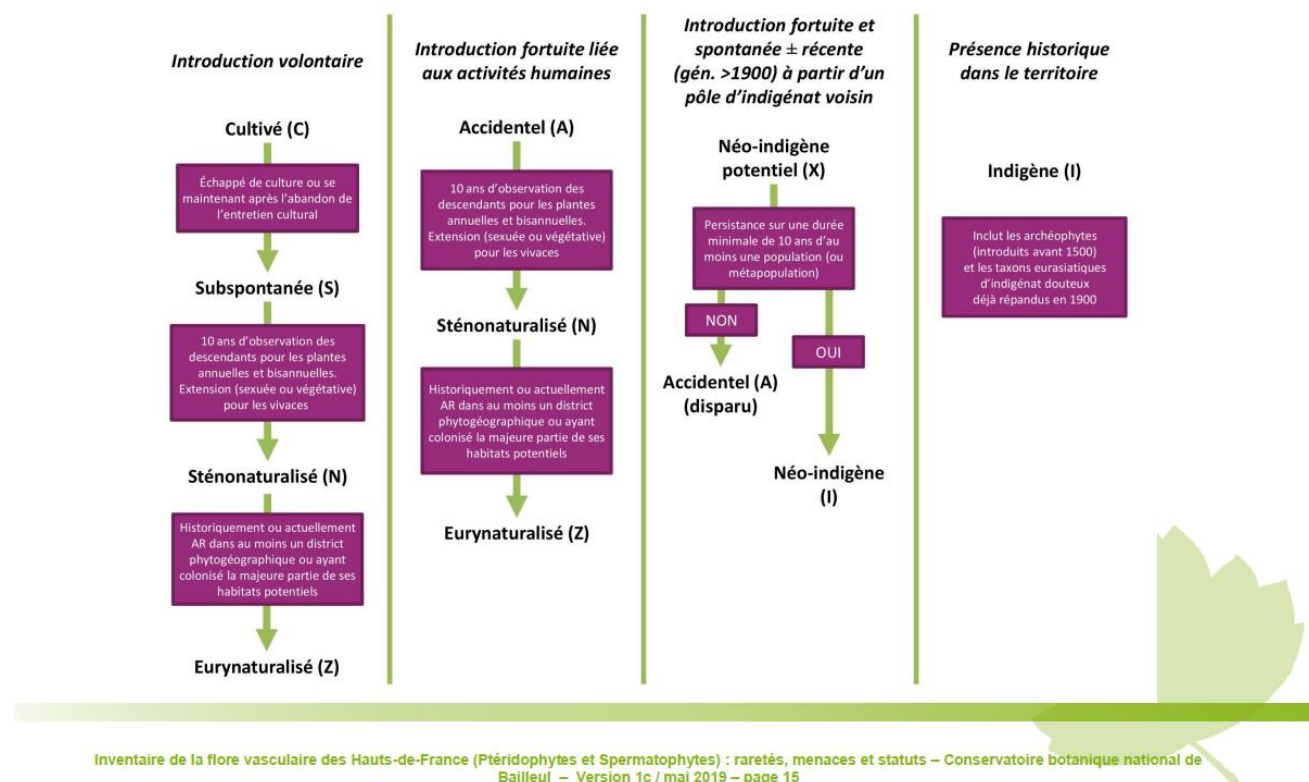 Introduction volontaire
Cultivé (C)
Échappé de culture ou se
maintenant après l'abandon de
l'entretien cultural
Subspontanée (S)
10 ans d'observation des
descendants pour les plantes
annuelles et bisannuelles.
Extension (sexuée ou végétative)
pour les vivaces
Sténonaturalisé (N)
Historiquement ou actuellement
AR dans au moins un district
phytogéographique ou ayant
colonisé la majeure partie de ses
habitats potentiels
Eurynaturalisé (Z)
Introduction fortuite liée
aux activités humaines
Accidentel (A)
10 ans d'observation des
descendants pour les plantes
annuelles et bisannuelles.
Extension (sexuée ou végétative)
pour les vivaces
Sténonaturalisé (N)
Historiquement ou actuellement
AR dans au moins un district
phytogéographique ou ayant
colonisé la majeure partie de ses
habitats potentiels
Eurynaturalisé (Z)
Introduction fortuite et
spontanée ± récente
(gén. >1900) à partir d'un
pôle d'indigénat voisin
Néo-indigène
potentiel (X)
Persistance sur une durée
minimale de 10 ans d'au
moins une population (ou
métapopulation)
NON
OUI
Accidentel (A)
(disparu)
Néo-indigène
(I)
Présence historique
dans le territoire
Indigène (I)
Inclut les archéophytes
(introduits avant 1500)
et les taxons eurasiatiques
d'indigénat douteux
déjà répandus en 1900
Inventaire de la flore vasculaire des Hauts-de-France (Ptéridophytes et Spermatophytes) : raretés, menaces et statuts – Conservatoire botanique national de
Bailleul – Version 1c / mai 2019 – page 15